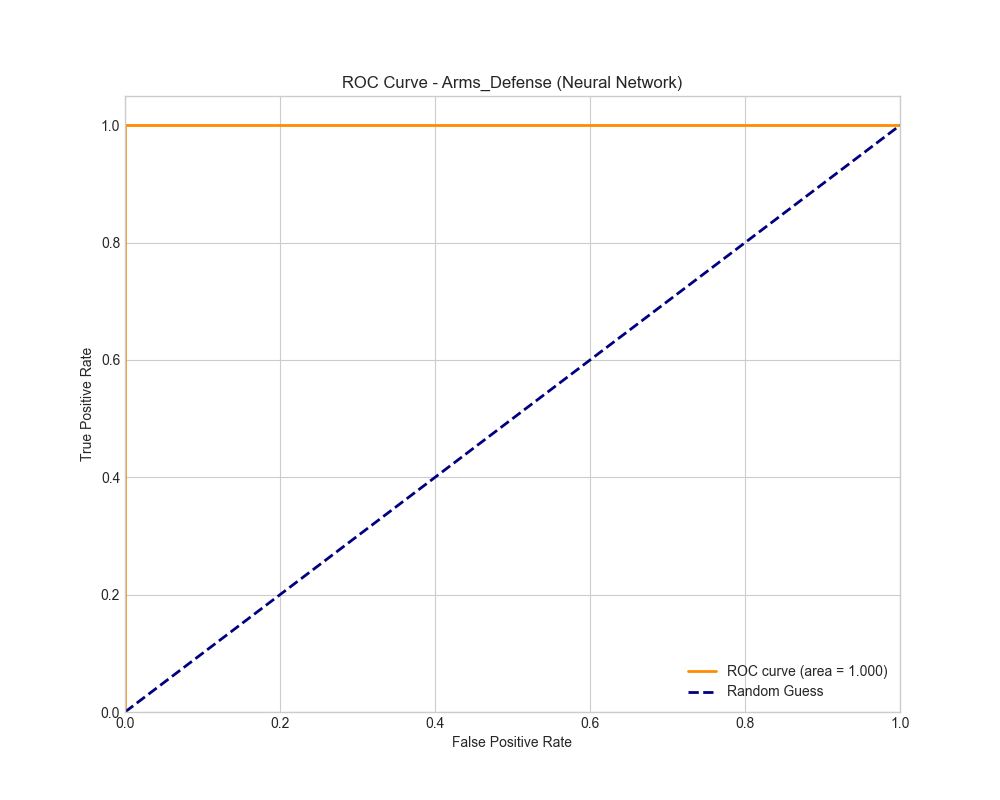 ROC Curve - Arms_Defense (Neural Network)
1.0
0.8
0.6
0.4
0.2
0.0
True Positive Rate
ROC curve (area = 1.000)
Random Guess
0.0 0.2 0.4 0.6 0.8 1.0
False Positive Rate